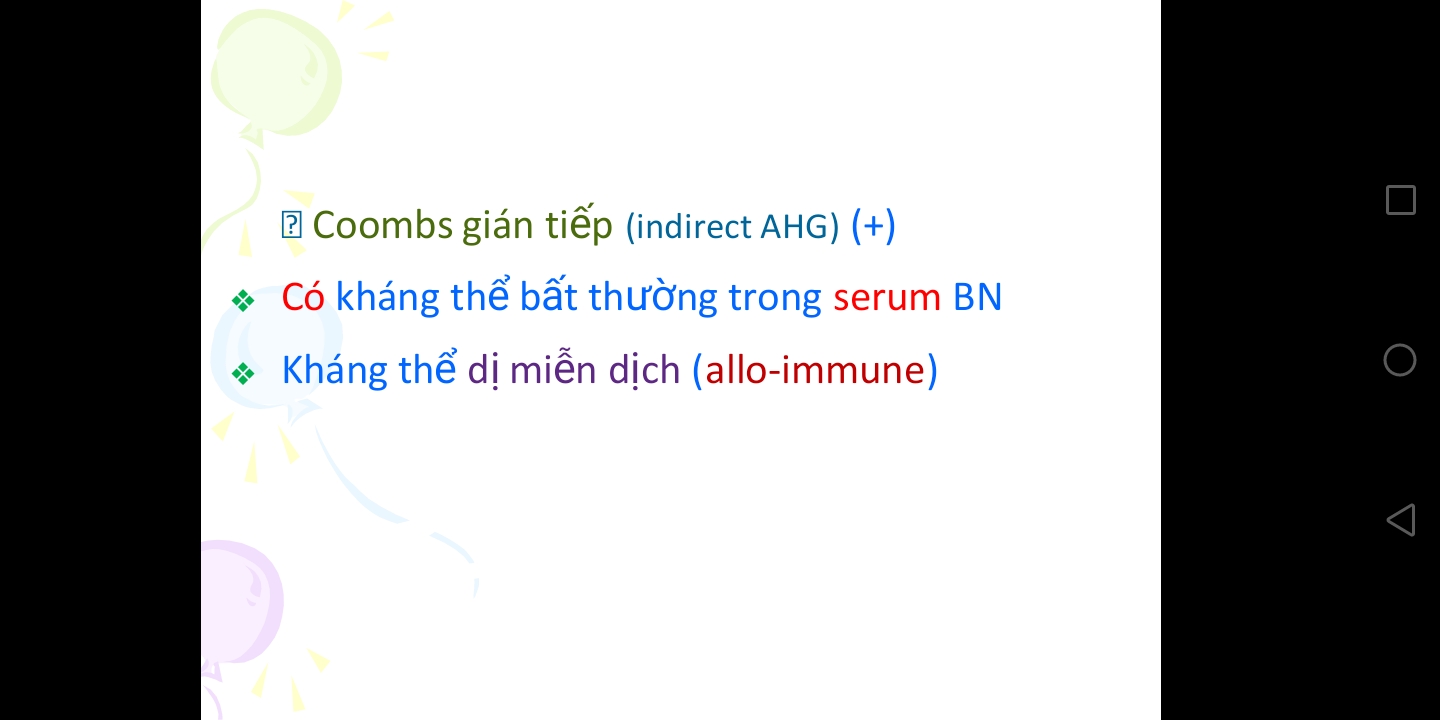 Coombs gián tiếp (indirect AHG) (+)
❖ Có kháng thể bất thường trong serum BN
❖ Kháng thể dị miễn dịch (allo-immune)